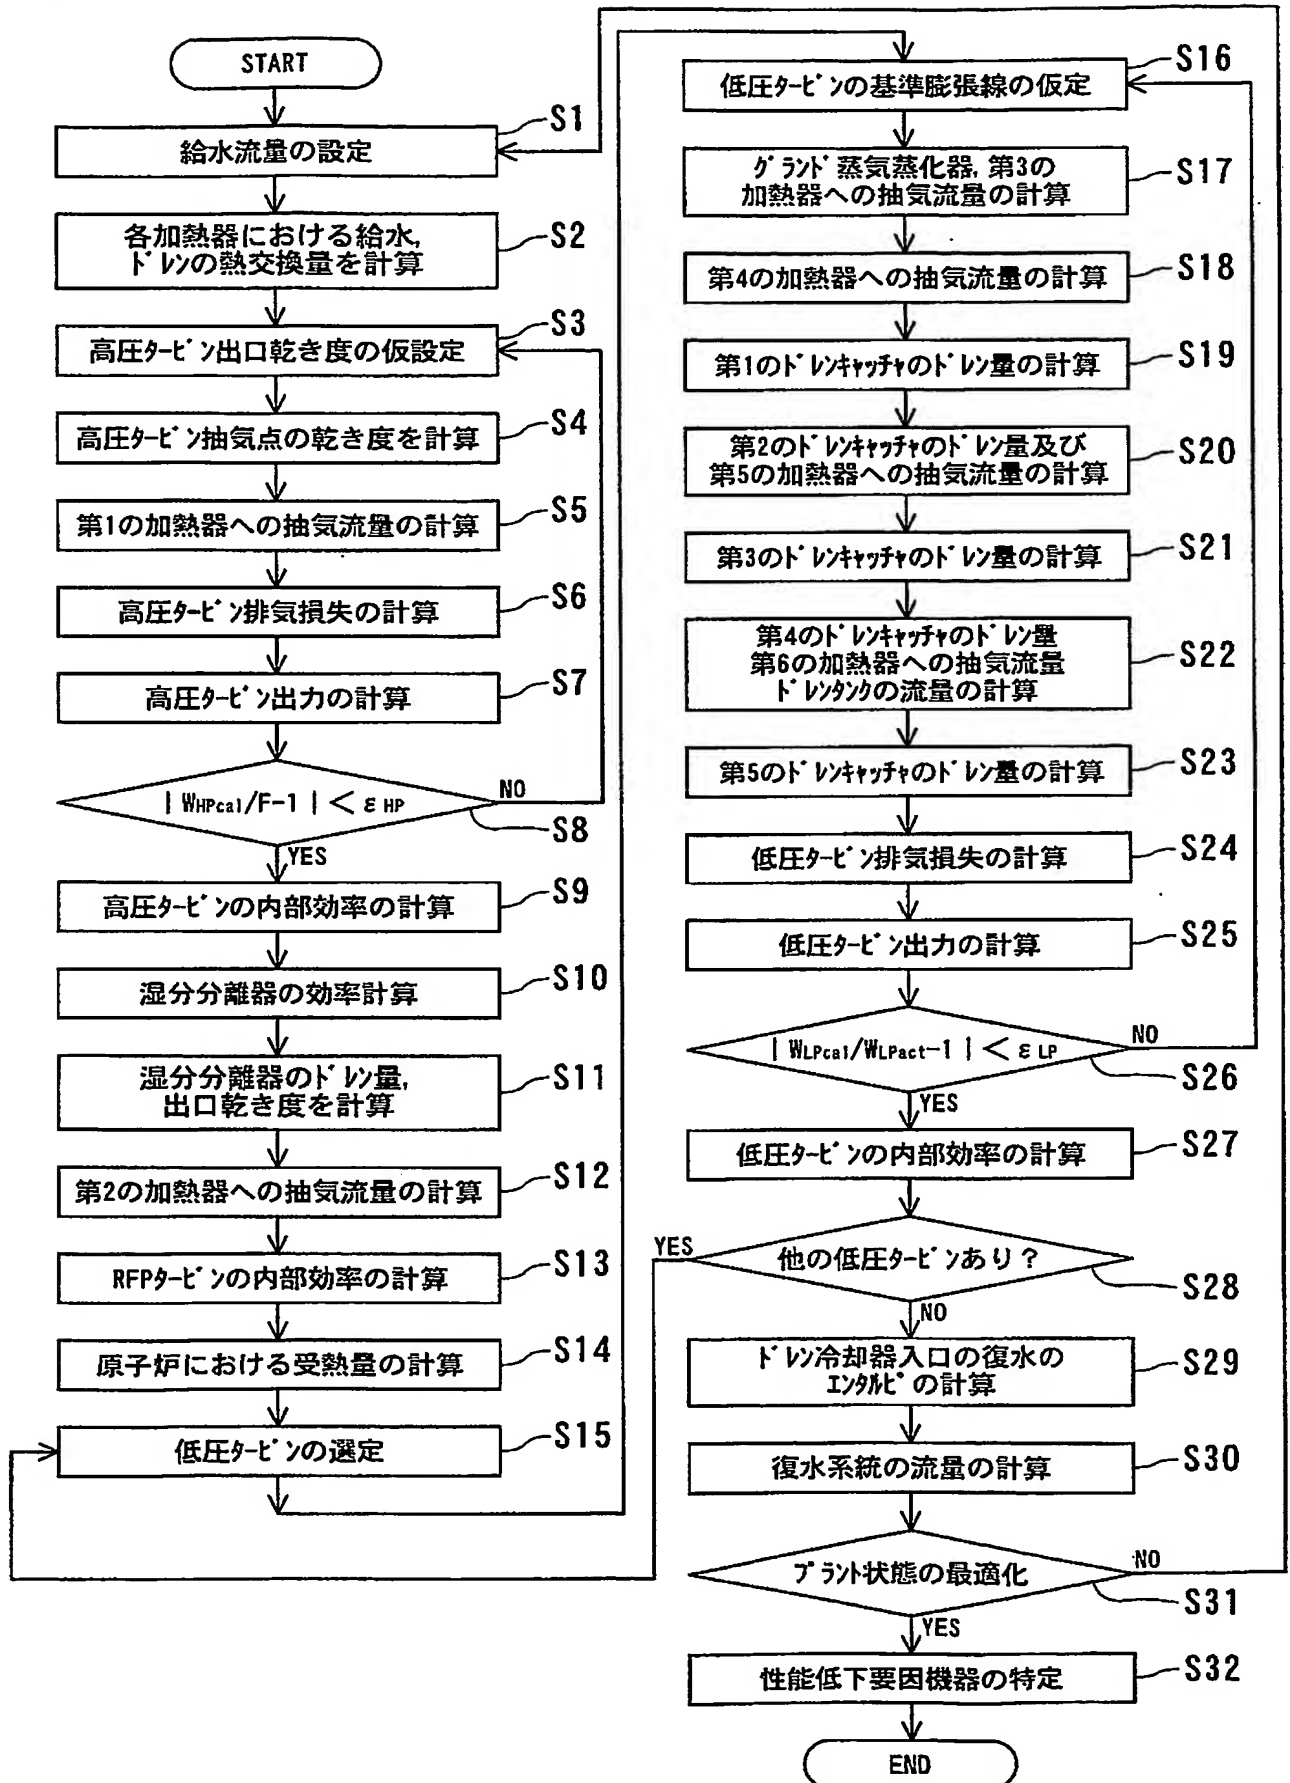 START
S1
給水流量の設定
S2
各加熱器における給水,
ドレンの熱交換量を計算
S3
高圧タービン出口乾き度の仮設定
S4
高圧タービン抽気点の乾き度を計算
S5
第1の加熱器への抽気流量の計算
S6
高圧タービン排気損失の計算
S7
高圧タービン出力の計算
|WHPcal/F-1|<εHP
NO
S8
YES
S9
高圧タービンの内部効率の計算
S10
湿分分離器の効率計算
S11
湿分分離器のドレン量,
出口乾き度を計算
S12
第2の加熱器への抽気流量の計算
S13
RFPタービンの内部効率の計算
S14
原子炉における受熱量の計算
S15
低圧タービンの選定
S16
低圧タービンの基準膨張線の仮定
S17
グランド蒸気蒸化器,第3の
加熱器への抽気流量の計算
S18
第4の加熱器への抽気流量の計算
S19
第1のドレンキャッチャのドレン量の計算
S20
第2のドレンキャッチャのドレン量及び
第5の加熱器への抽気流量の計算
S21
第3のドレンキャッチャのドレン量の計算
S22
第4のドレンキャッチャのドレン量
第6の加熱器への抽気流量
ドレンタンクの流量の計算
S23
第5のドレンキャッチャのドレン量の計算
S24
低圧タービン排気損失の計算
S25
低圧タービン出力の計算
|WLPcal/WLPact-1|<εLP
NO
S26
YES
S27
低圧タービンの内部効率の計算
YES
他の低圧タービンあり?
S28
NO
S29
ドレン冷却器入口の復水の
エンタルピの計算
S30
復水系統の流量の計算
プラント状態の最適化
NO
S31
YES
S32
性能低下要因機器の特定
END